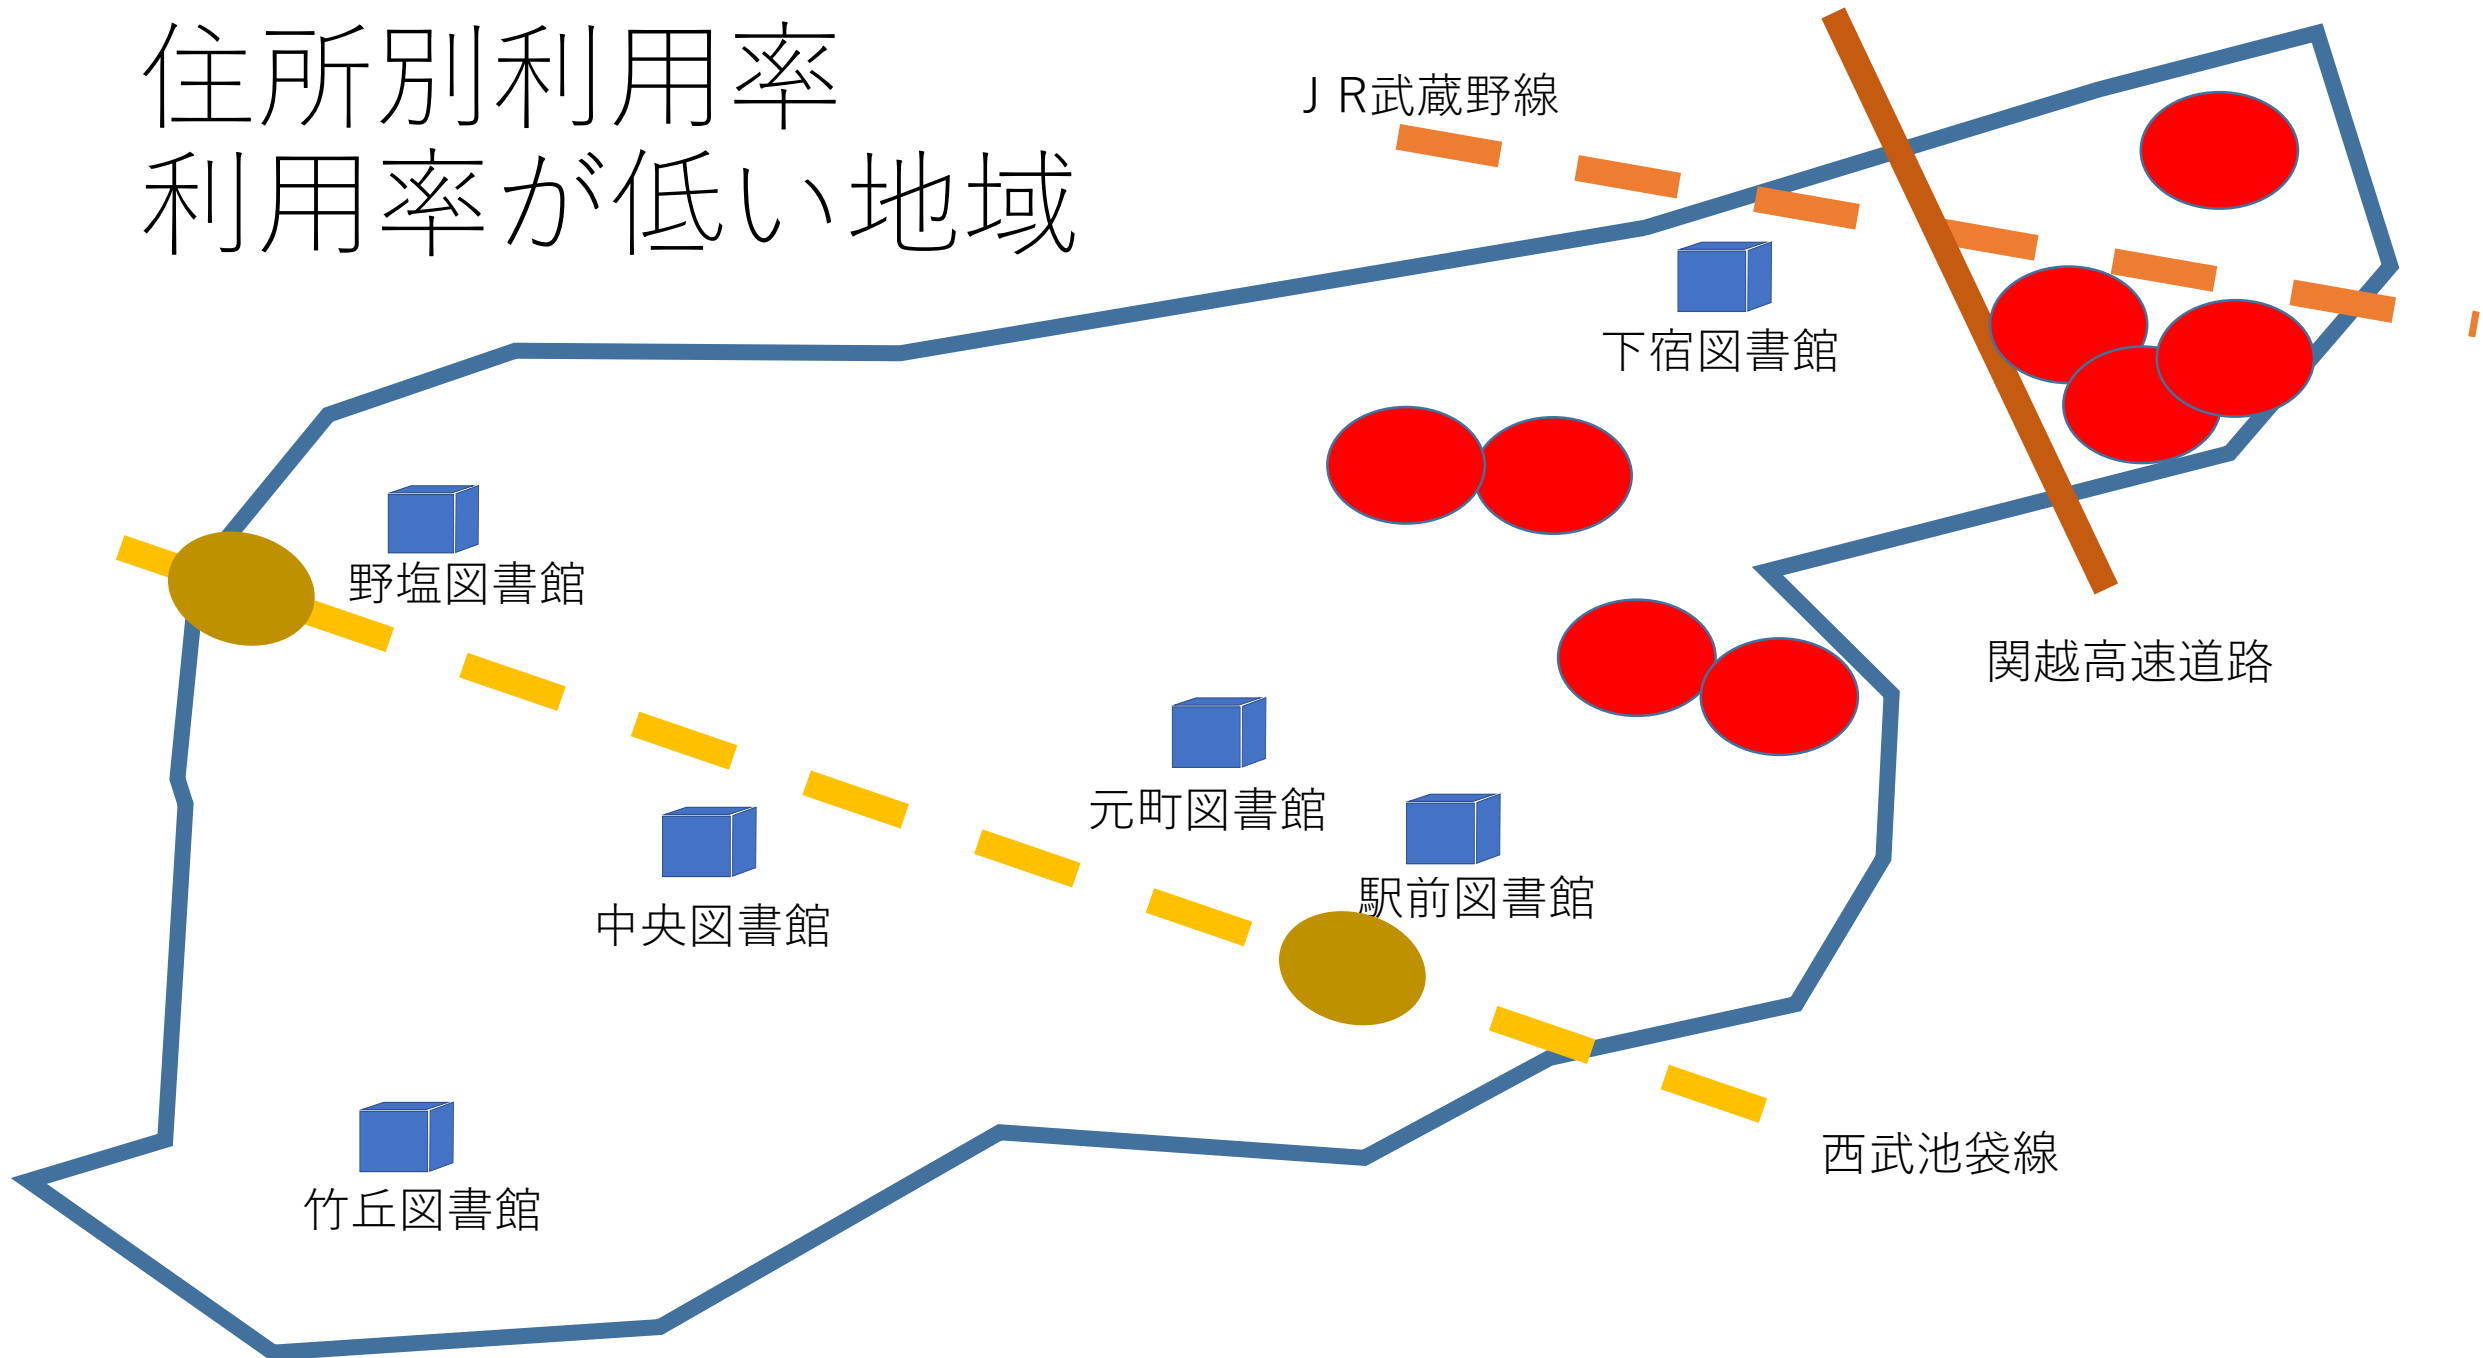 住所別利用率
利用率が低い地域
ＪＲ武蔵野線
下宿図書館
野塩図書館
関越高速道路
元町図書館
駅前図書館
中央図書館
西武池袋線
竹丘図書館